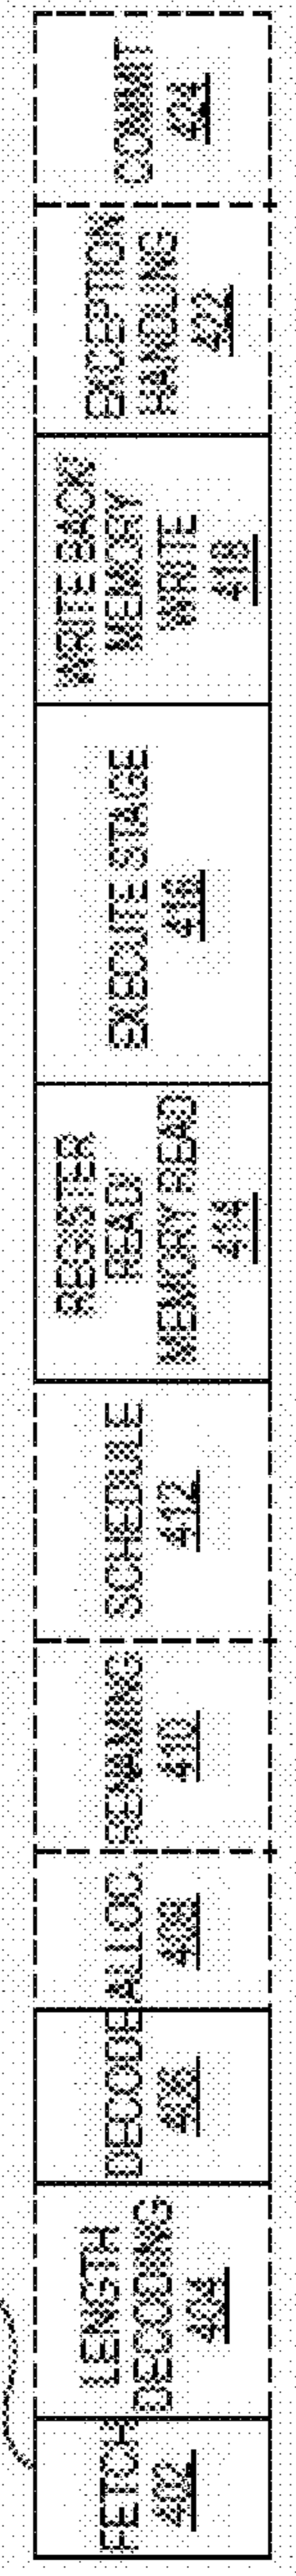 FETCH
402
LENGTH
DECODING
404
DECODE
406
ALLOC.
408
RENAMING
410
SCHEDULE
412
REGISTER
READ
MEMORY READ
414
EXECUTE STAGE
416
WRITE BACK
MEMORY
WRITE
418
EXCEPTION
HANDLING
422
COMMIT
424